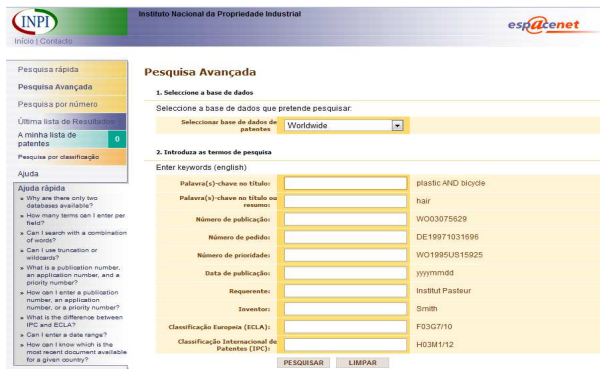 INPI
Instituto Nacional da Propriedade Industrial
espacenet
Início | Contacto
Pesquisa rápida
Pesquisa Avançada
Pesquisa por número
Última lista de Resultados
A minha lista de
patentes
0
Pesquisa por classificação
Ajuda
Ajuda rápida
» Why are there only two
databases available?
» How many terms can I enter per
field?
» Can I search with a combination
of words?
» Can I use truncation or
wildcards?
» What is a publication number,
an application number, and a
priority number?
» How can I enter a publication
number, an application
number, or a priority number?
» What is the difference between
IPC and ECLA?
» Can I enter a date range?
» How can I know which is the
most recent document available
for a given country?
Pesquisa Avançada
1. Seleccione a base de dados
Seleccione a base de dados que pretende pesquisar:
Seleccionar base de dados de
patentes
Worldwide
2. Introduza as termos de pesquisa
Enter keywords (english)
Palavra(s)-chave no título:
plastic AND bicycle
Palavra(s)-chave no título ou
resumo:
hair
Número de publicação:
WO03075629
Número de pedido:
DE19971031696
Número de prioridade:
WO1995US15925
Data de publicação:
yyyymmdd
Requerente:
Institut Pasteur
Inventor:
Smith
Classificação Europeia (ECLA):
F03G7/10
Classificação Internacional de
Patentes (IPC):
H03M1/12
PESQUISAR
LIMPAR